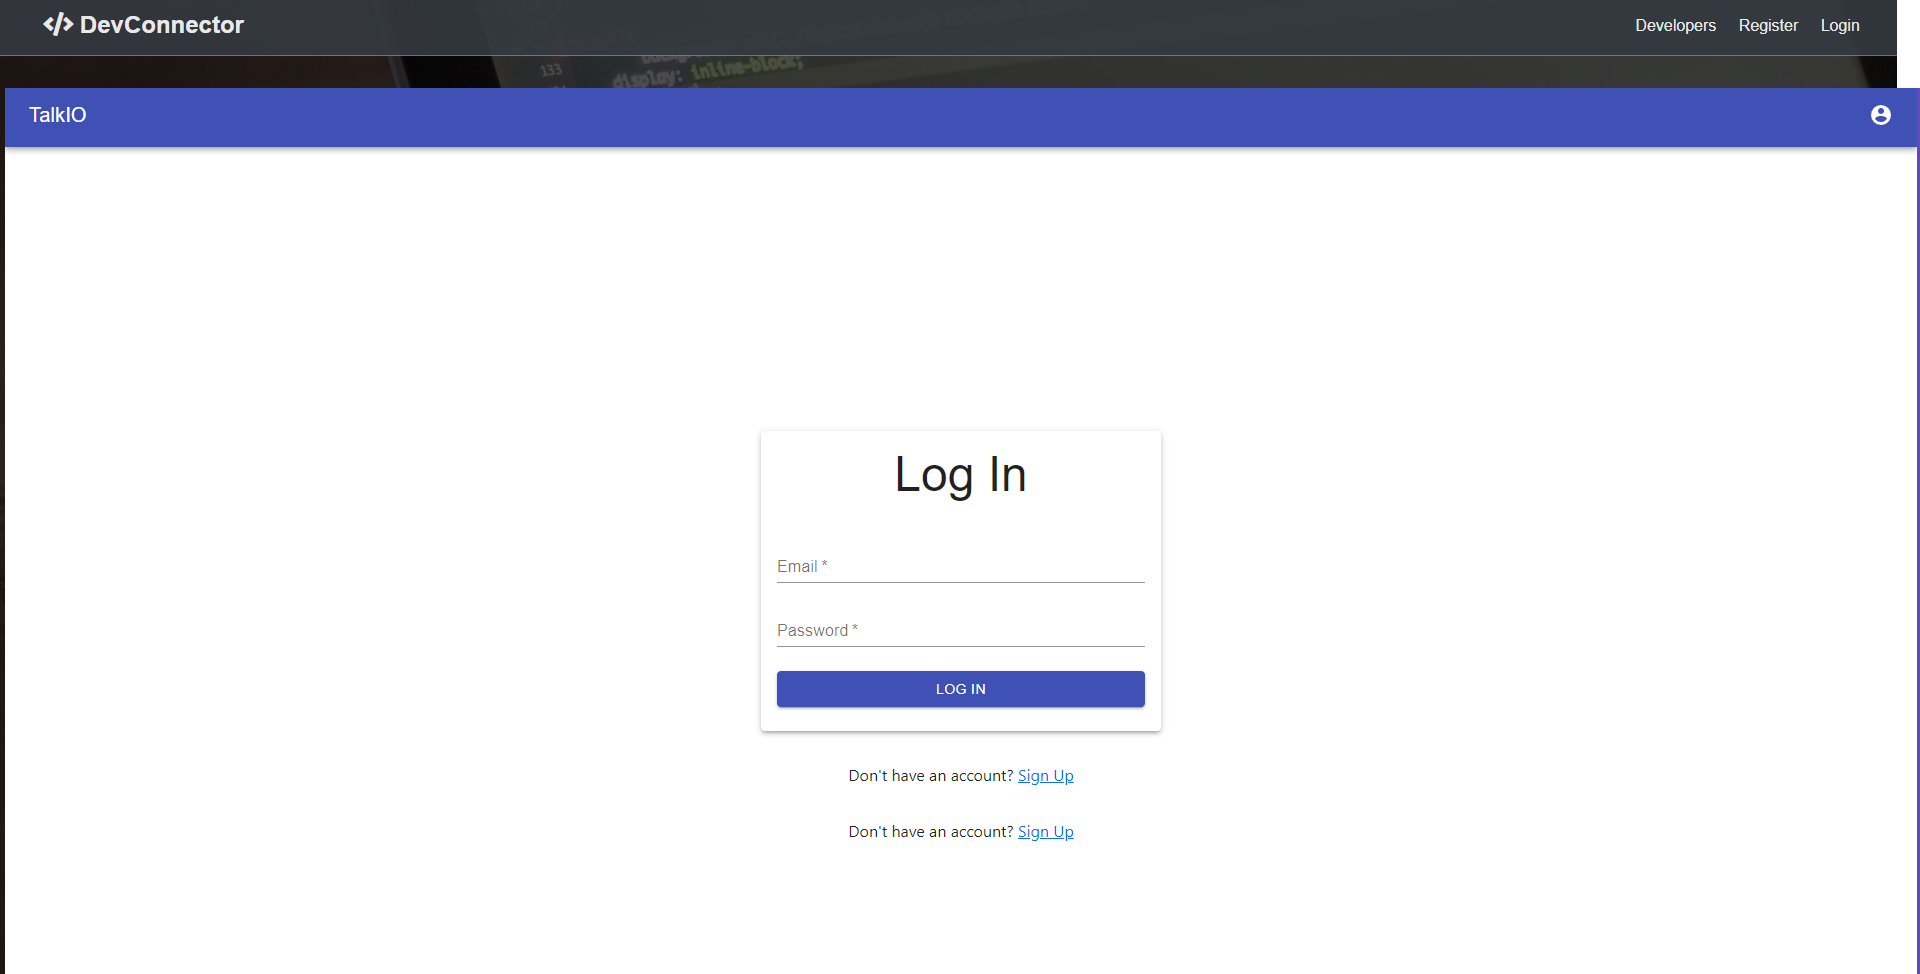 DevConnector
Developers Register Login
133
display: inline-block;
TalkIO
Log In
Email *
Password *
LOG IN
Don't have an account? Sign Up
Don't have an account? Sign Up